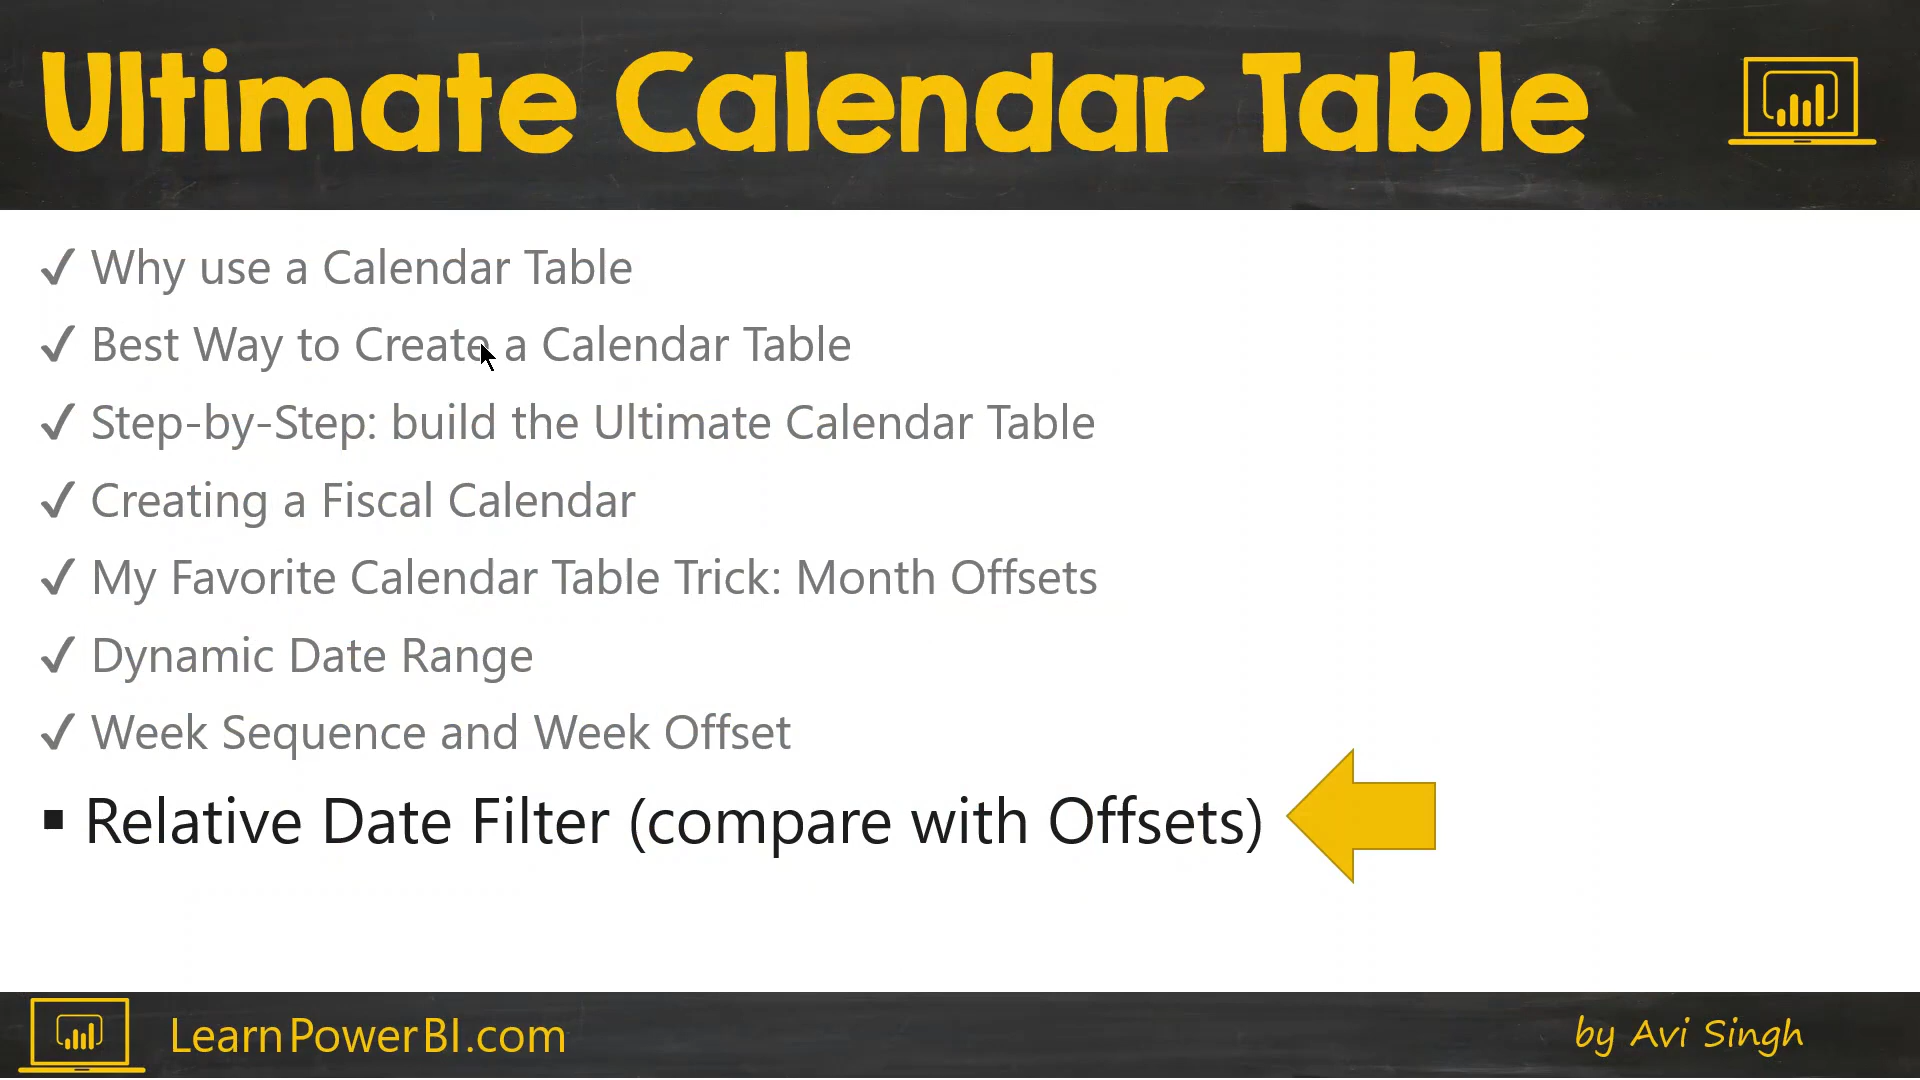 Ultimate Calendar Table
✓ Why use a Calendar Table
✓ Best Way to Create a Calendar Table
✓ Step-by-Step: build the Ultimate Calendar Table
✓ Creating a Fiscal Calendar
✓ My Favorite Calendar Table Trick: Month Offsets
✓ Dynamic Date Range
✓ Week Sequence and Week Offset
▪ Relative Date Filter (compare with Offsets)
LearnPowerBI.com
by Avi Singh